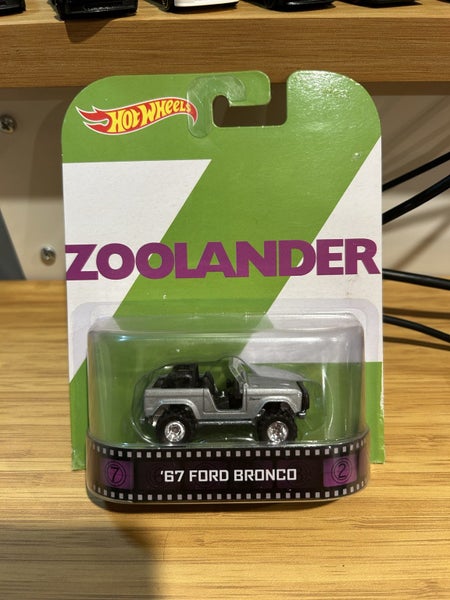 HOT WHEELS
ZOOLANDER
7 '67 FORD BRONCO 2